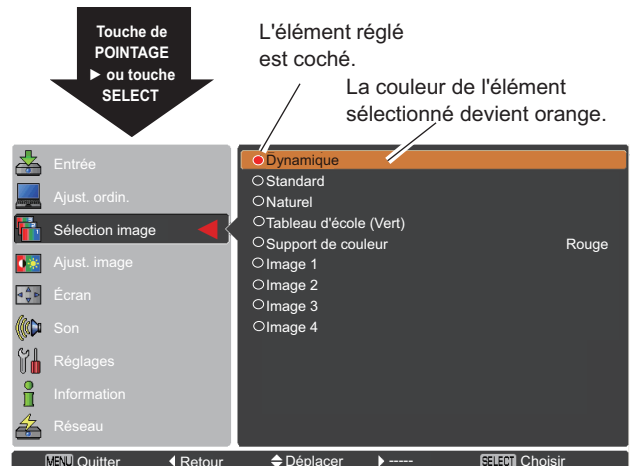 Touche de
POINTAGE
▶ ou touche
SELECT
L'élément réglé
est coché.
La couleur de l'élément
sélectionné devient orange.
Entrée
Ajust. ordin.
Sélection image
Ajust. image
Écran
Son
Réglages
Information
Réseau
Dynamique
Standard
Naturel
Tableau d'école (Vert)
Support de couleur Rouge
Image 1
Image 2
Image 3
Image 4
MENU Quitter Retour Déplacer ----- SELECT Choisir